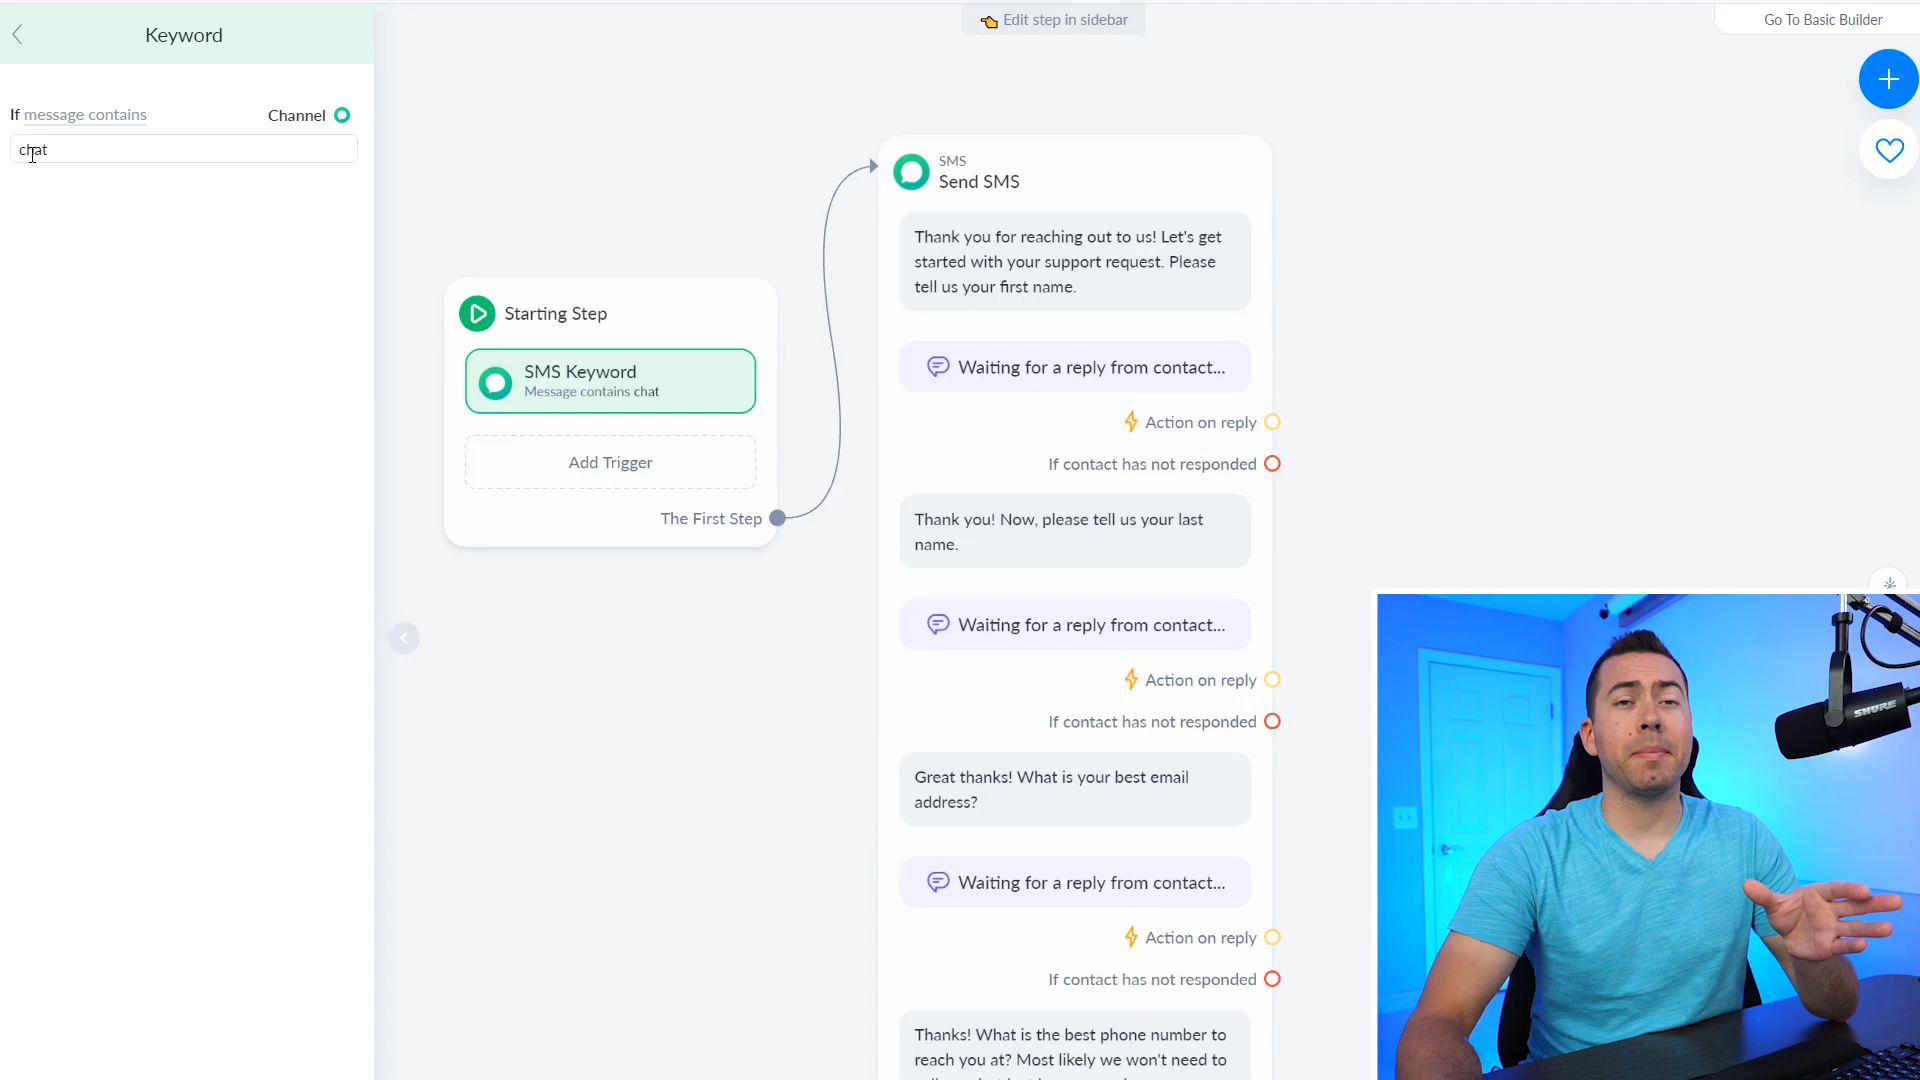 Keyword
If message contains
Channel
chat
Edit step in sidebar
Go To Basic Builder
Starting Step
SMS Keyword
Message contains chat
Add Trigger
The First Step
SMS
Send SMS
Thank you for reaching out to us! Let's get
started with your support request. Please
tell us your first name.
Waiting for a reply from contact...
Action on reply
If contact has not responded
Thank you! Now, please tell us your last
name.
Waiting for a reply from contact...
Action on reply
If contact has not responded
Great thanks! What is your best email
address?
Waiting for a reply from contact...
Action on reply
If contact has not responded
Thanks! What is the best phone number to
reach you at? Most likely we won't need to
SHURE